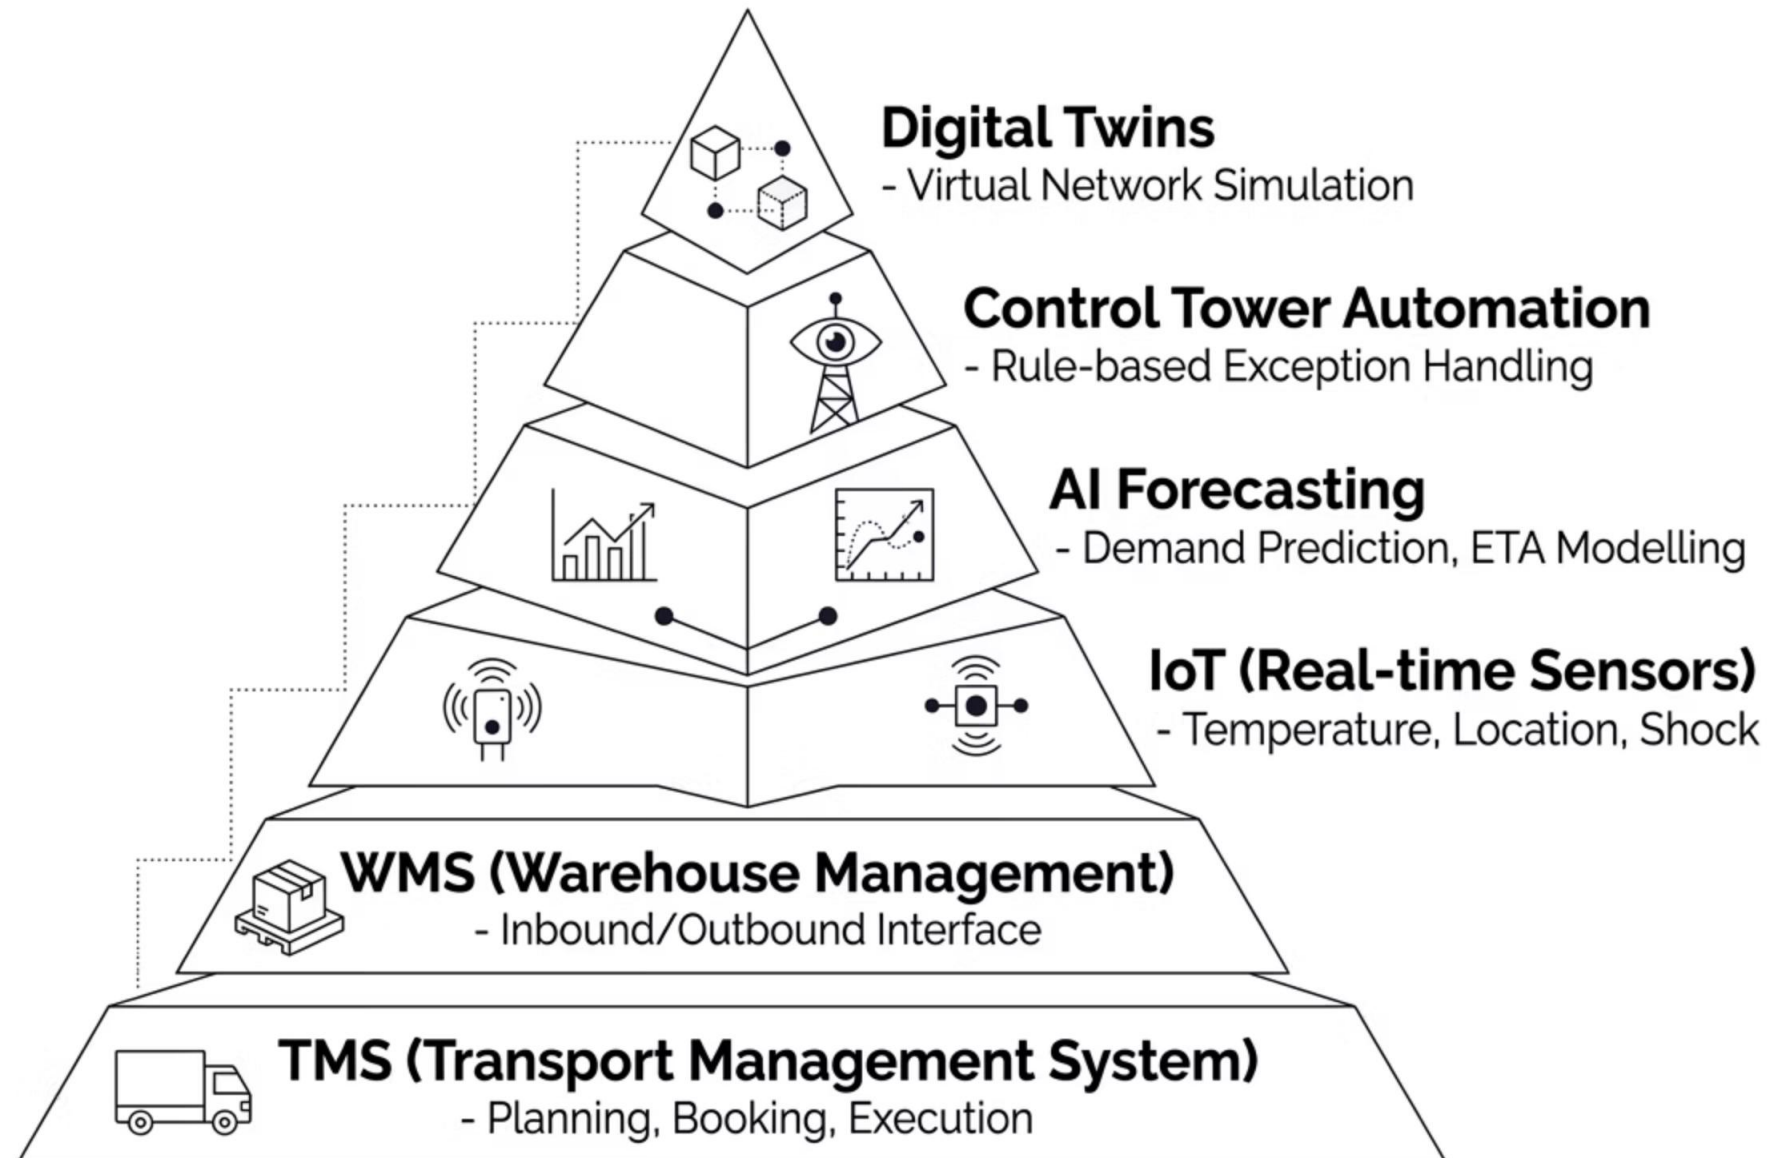 Digital Twins
- Virtual Network Simulation
Control Tower Automation
- Rule-based Exception Handling
AI Forecasting
- Demand Prediction, ETA Modelling
IoT (Real-time Sensors)
- Temperature, Location, Shock
WMS (Warehouse Management)
- Inbound/Outbound Interface
TMS (Transport Management System)
- Planning, Booking, Execution